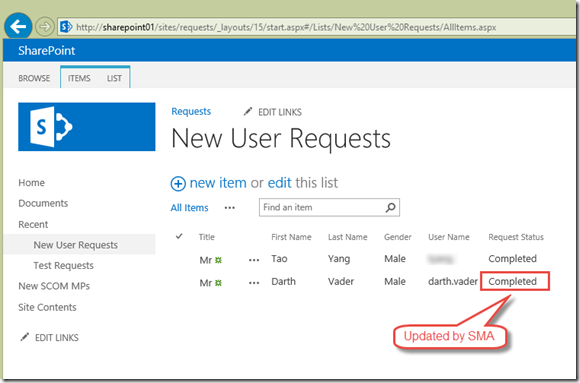 http://sharepoint01/sites/requests/_layouts/15/start.aspx#/Lists/New%20User%20Requests/AllItems.aspx
SharePoint
BROWSE ITEMS LIST
S
Requests EDIT LINKS
New User Requests
new item or edit this list
All Items ••• Find an item
Title First Name Last Name Gender User Name Request Status
Mr ••• Tao Yang Male Completed
Mr ••• Darth Vader Male darth.vader Completed
Updated by SMA
Home
Documents
Recent
New User Requests
Test Requests
New SCOM MPs
Site Contents
EDIT LINKS